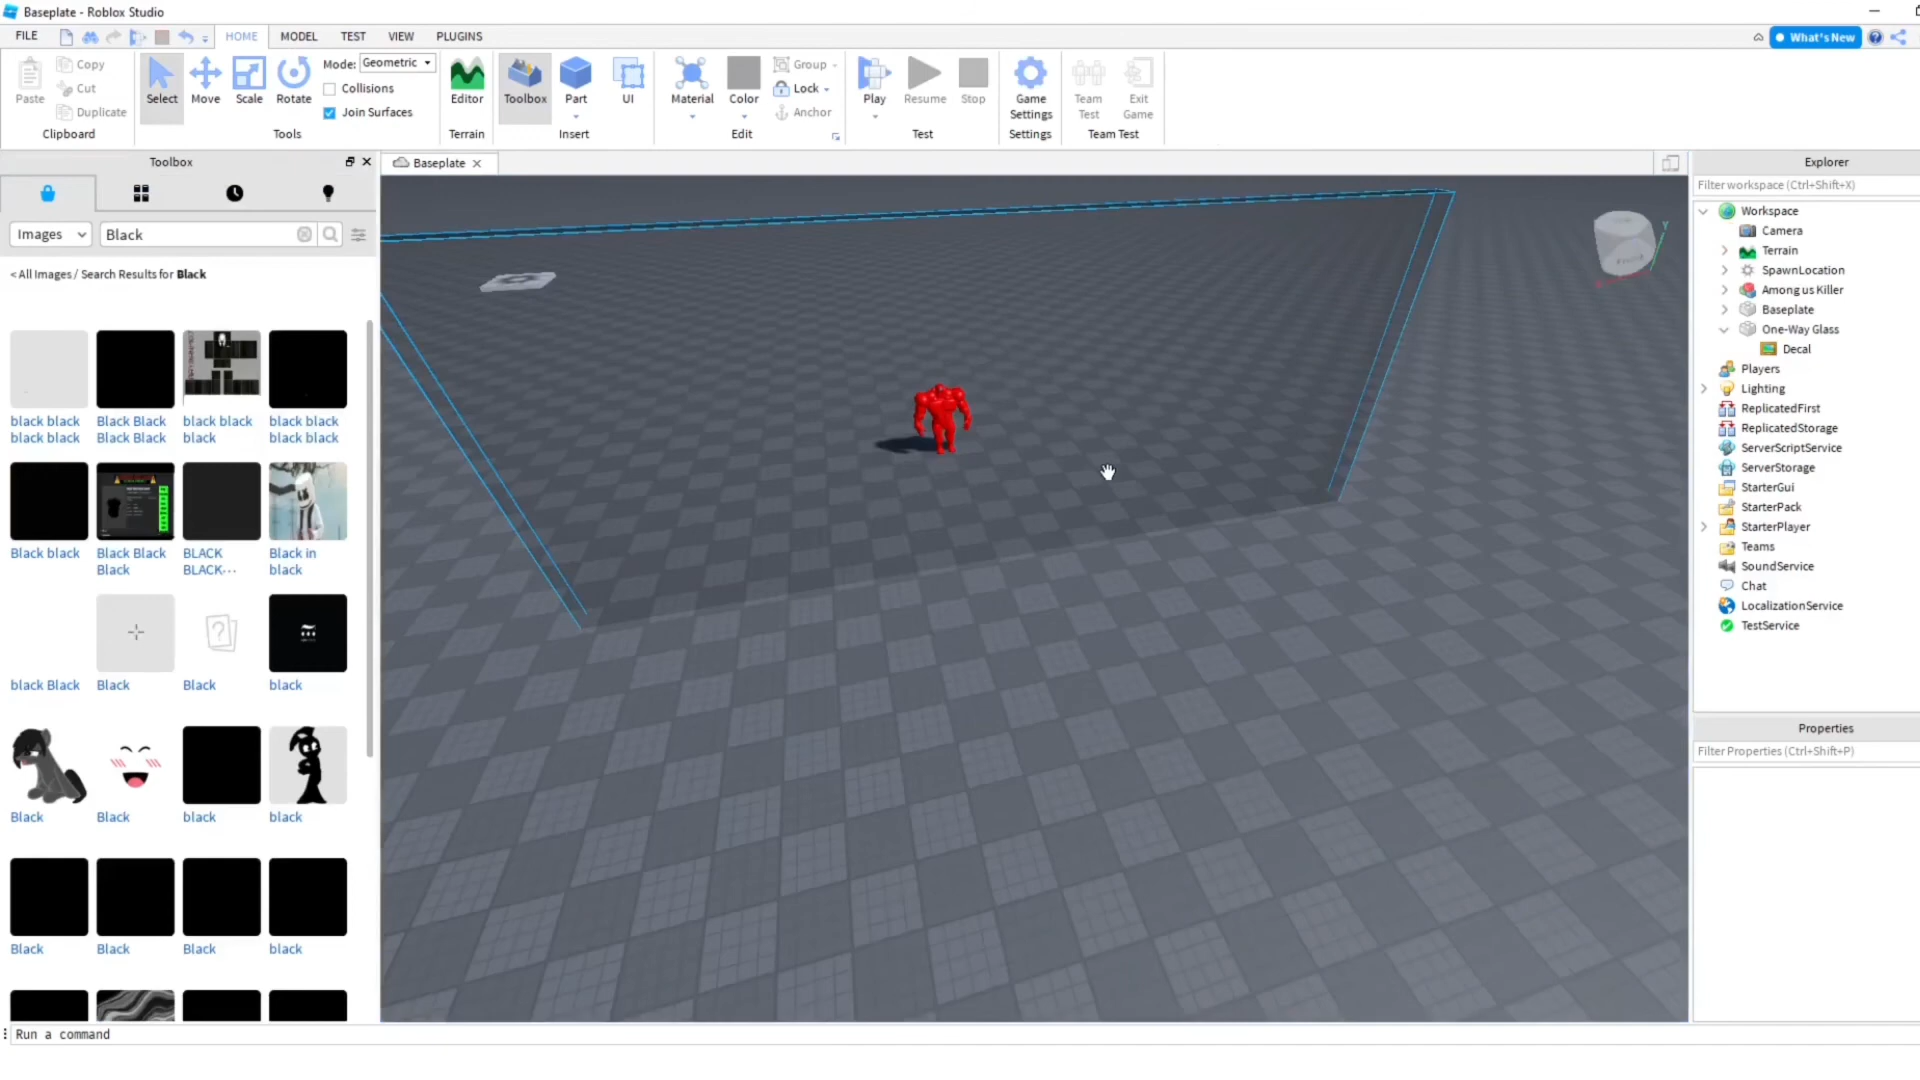 Baseplate - Roblox Studio
FILE
HOME
MODEL
TEST
VIEW
PLUGINS
What's New
Paste
Copy
Cut
Duplicate
Clipboard
Select
Move
Scale
Rotate
Mode: Geometric
Collisions
Join Surfaces
Tools
Editor
Terrain
Toolbox
Part
UI
Insert
Material
Color
Group
Lock
Anchor
Edit
Play
Resume
Stop
Test
Game
Settings
Settings
Team
Test
Exit
Game
Team Test
Toolbox
Images
Black
< All Images / Search Results for Black
black black
black black
Black Black
Black Black
black black
black
black black
black black
Black black
Black Black
Black
BLACK
BLACK...
Black in
black
black Black
Black
Black
black
Black
Black
black
black
Black
Black
Black
black
Baseplate
Y
Explorer
Filter workspace (Ctrl+Shift+X)
Workspace
Camera
Terrain
SpawnLocation
Among us Killer
Baseplate
One-Way Glass
Decal
Players
Lighting
ReplicatedFirst
ReplicatedStorage
ServerScriptService
ServerStorage
StarterGui
StarterPack
StarterPlayer
Teams
SoundService
Chat
LocalizationService
TestService
Properties
Filter Properties (Ctrl+Shift+P)
Run a command